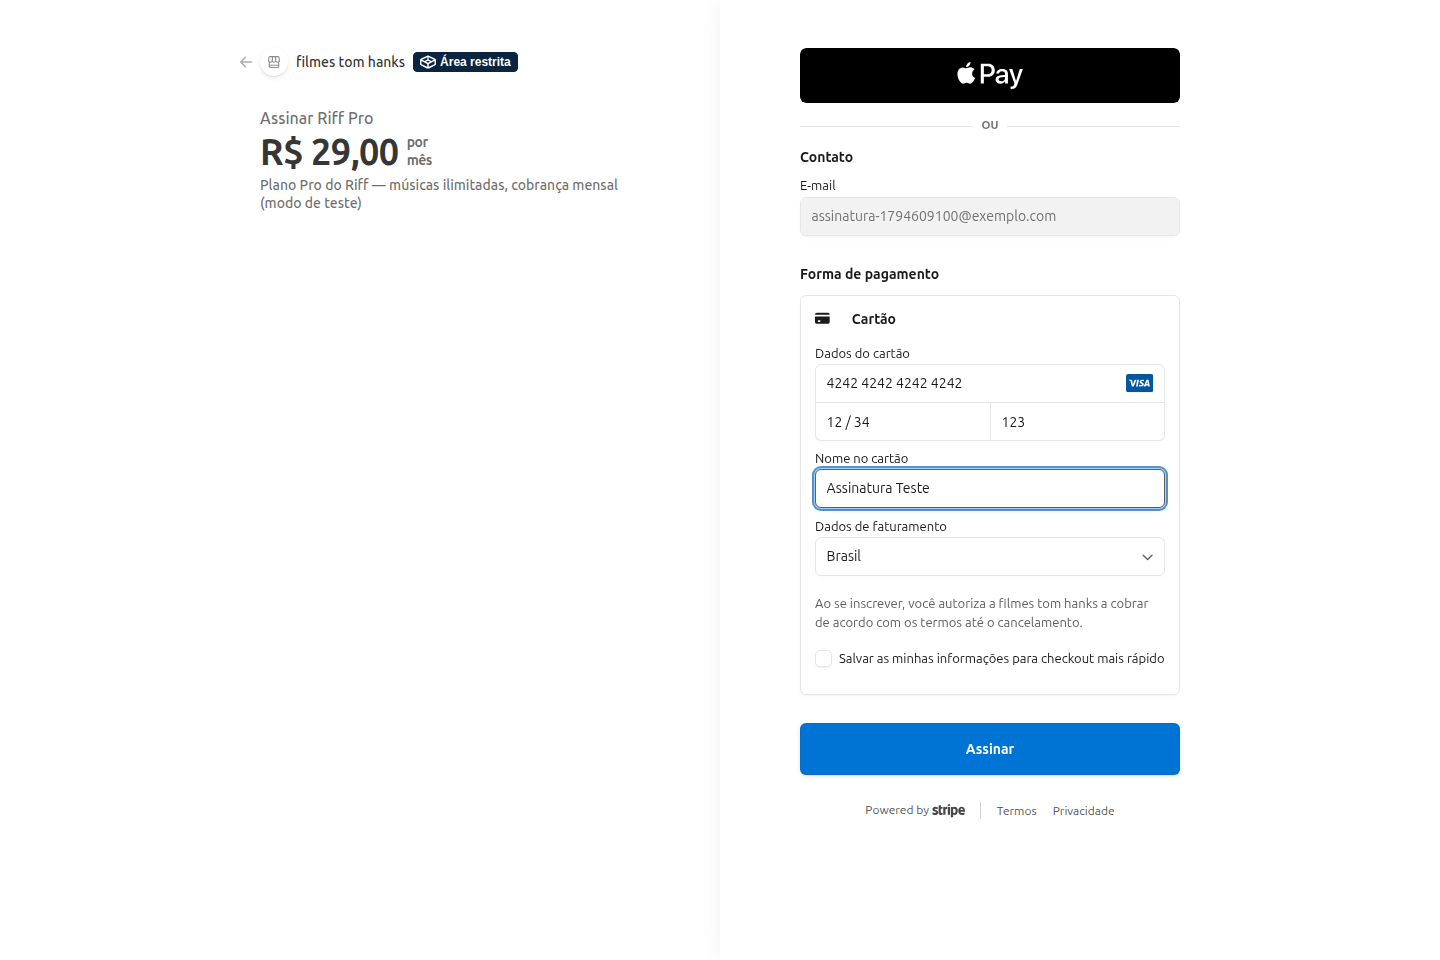 filmes tom hanks Área restrita
Assinar Riff Pro
R$ 29,00 por
mês
Plano Pro do Riff — músicas ilimitadas, cobrança mensal
(modo de teste)
Pay
OU
Contato
E-mail
assinatura-1794609100@exemplo.com
Forma de pagamento
Cartão
Dados do cartão
4242 4242 4242 4242 VISA
12 / 34 123
Nome no cartão
Assinatura Teste
Dados de faturamento
Brasil
Ao se inscrever, você autoriza a filmes tom hanks a cobrar
de acordo com os termos até o cancelamento.
Salvar as minhas informações para checkout mais rápido
Assinar
Powered by stripe Termos Privacidade